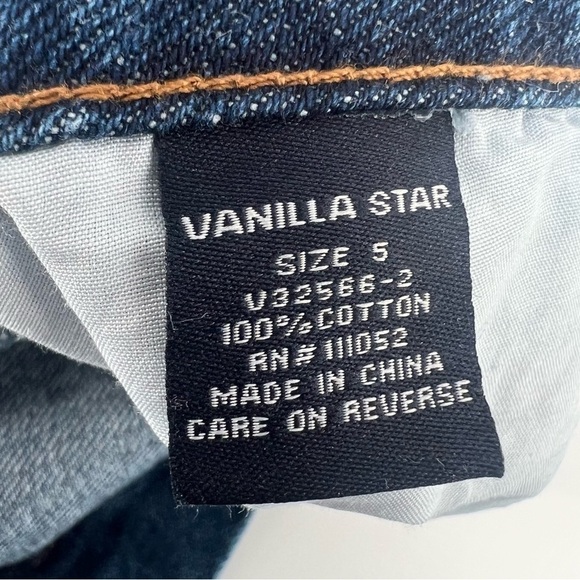 VANILLA STAR
SIZE 5
V32566-2
100% COTTON
RN# 111052
MADE IN CHINA
CARE ON REVERSE